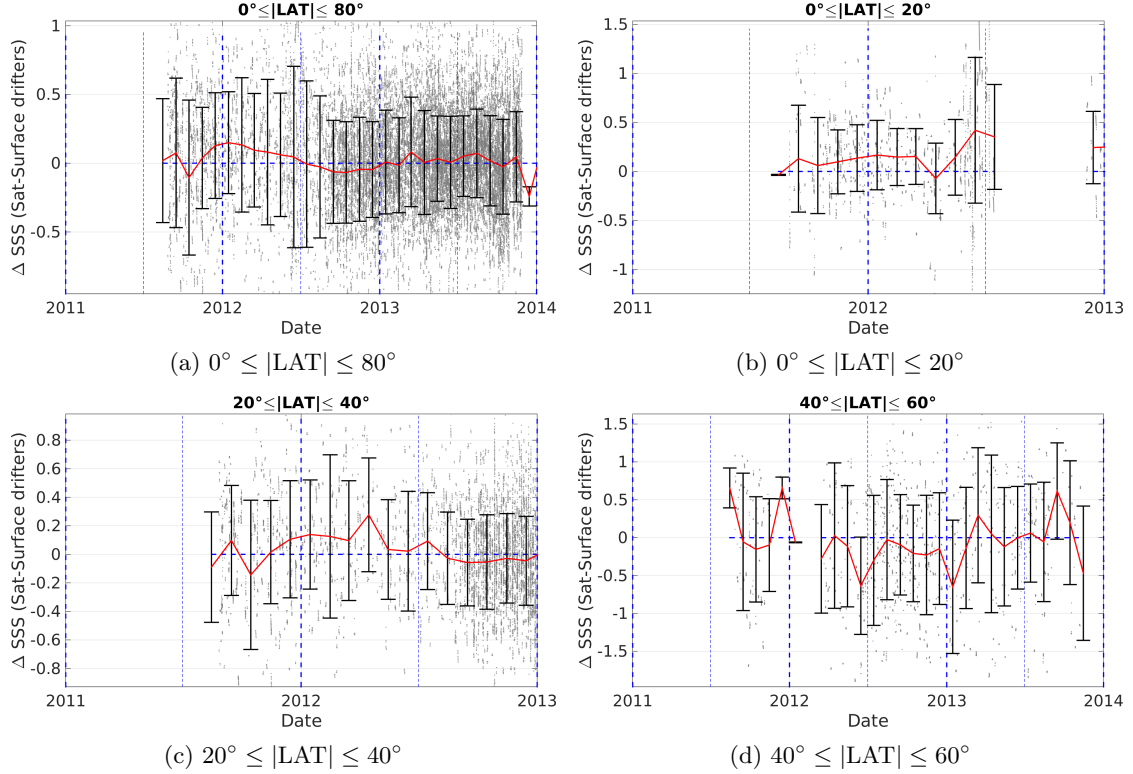 0°≤|LAT|≤ 80°
Δ SSS (Sat-Surface drifters)
1
0.5
0
-0.5
2011
2012
2013
2014
Date
(a) 0° ≤ |LAT| ≤ 80°
0°≤|LAT|≤ 20°
Δ SSS (Sat-Surface drifters)
1.5
1
0.5
0
-0.5
-1
2011
2012
2013
Date
(b) 0° ≤ |LAT| ≤ 20°
20°≤|LAT|≤ 40°
Δ SSS (Sat-Surface drifters)
0.8
0.6
0.4
0.2
0
-0.2
-0.4
-0.6
-0.8
2011
2012
2013
Date
(c) 20° ≤ |LAT| ≤ 40°
40°≤|LAT|≤ 60°
Δ SSS (Sat-Surface drifters)
1.5
1
0.5
0
-0.5
-1
-1.5
2011
2012
2013
2014
Date
(d) 40° ≤ |LAT| ≤ 60°